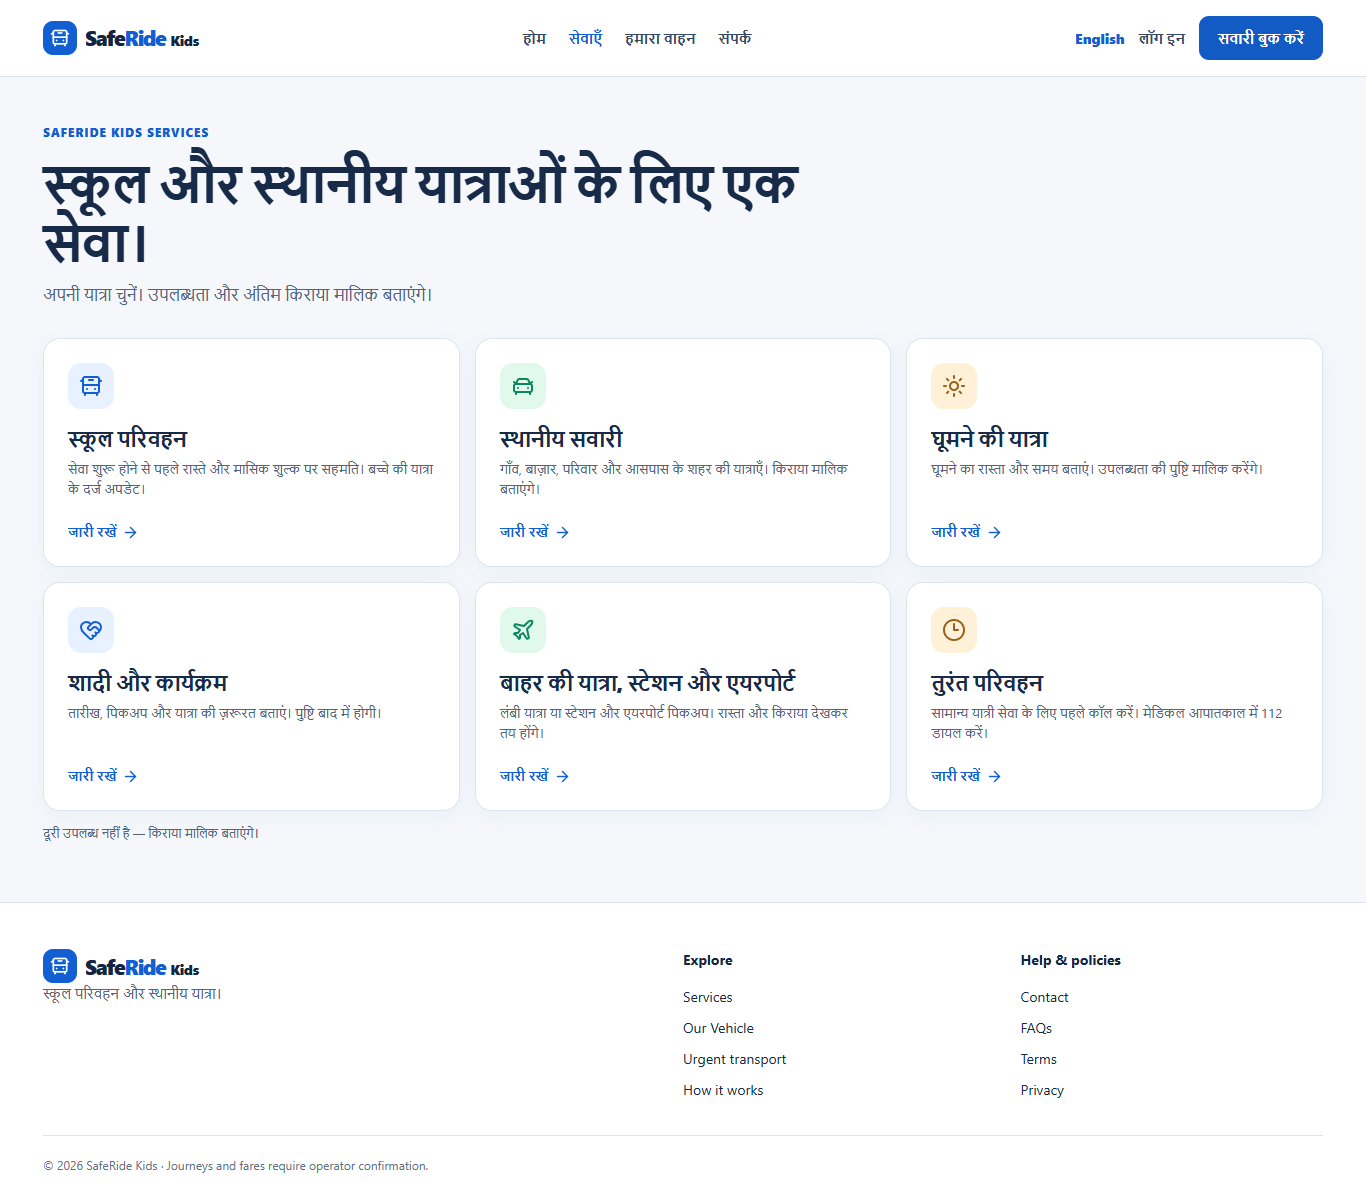 SafeRide Kids
होम
सेवाएँ
हमारा वाहन
संपर्क
English
लॉग इन
सवारी बुक करें
SAFERIDE KIDS SERVICES
स्कूल और स्थानीय यात्राओं के लिए एक
सेवा।
अपनी यात्रा चुनें। उपलब्धता और अंतिम किराया मालिक बताएंगे।
स्कूल परिवहन
सेवा शुरू होने से पहले रास्ते और मासिक शुल्क पर सहमति। बच्चे की यात्रा
के दर्ज अपडेट।
जारी रखें →
स्थानीय सवारी
गाँव, बाज़ार, परिवार और आसपास के शहर की यात्राएँ। किराया मालिक
बताएंगे।
जारी रखें →
घूमने की यात्रा
घूमने का रास्ता और समय बताएं। उपलब्धता की पुष्टि मालिक करेंगे।
जारी रखें →
शादी और कार्यक्रम
तारीख, पिकअप और यात्रा की ज़रूरत बताएं। पुष्टि बाद में होगी।
जारी रखें →
बाहर की यात्रा, स्टेशन और एयरपोर्ट
लंबी यात्रा या स्टेशन और एयरपोर्ट पिकअप। रास्ता और किराया देखकर
तय होंगे।
जारी रखें →
तुरंत परिवहन
सामान्य यात्री सेवा के लिए पहले कॉल करें। मेडिकल आपातकाल में 112
डायल करें।
जारी रखें →
दूरी उपलब्ध नहीं है — किराया मालिक बताएंगे।
SafeRide Kids
स्कूल परिवहन और स्थानीय यात्रा।
Explore
Services
Our Vehicle
Urgent transport
How it works
Help & policies
Contact
FAQs
Terms
Privacy
© 2026 SafeRide Kids · Journeys and fares require operator confirmation.